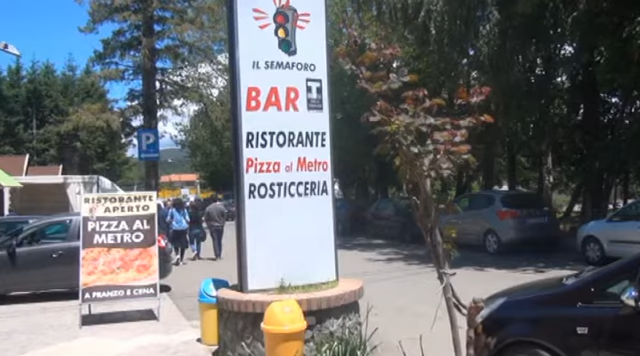 IL SEMAFORO
BAR T
RISTORANTE
Pizza al Metro
ROSTICCERIA
P
RISTORANTE
APERTO
PIZZA AL
METRO
A PRANZO E CENA